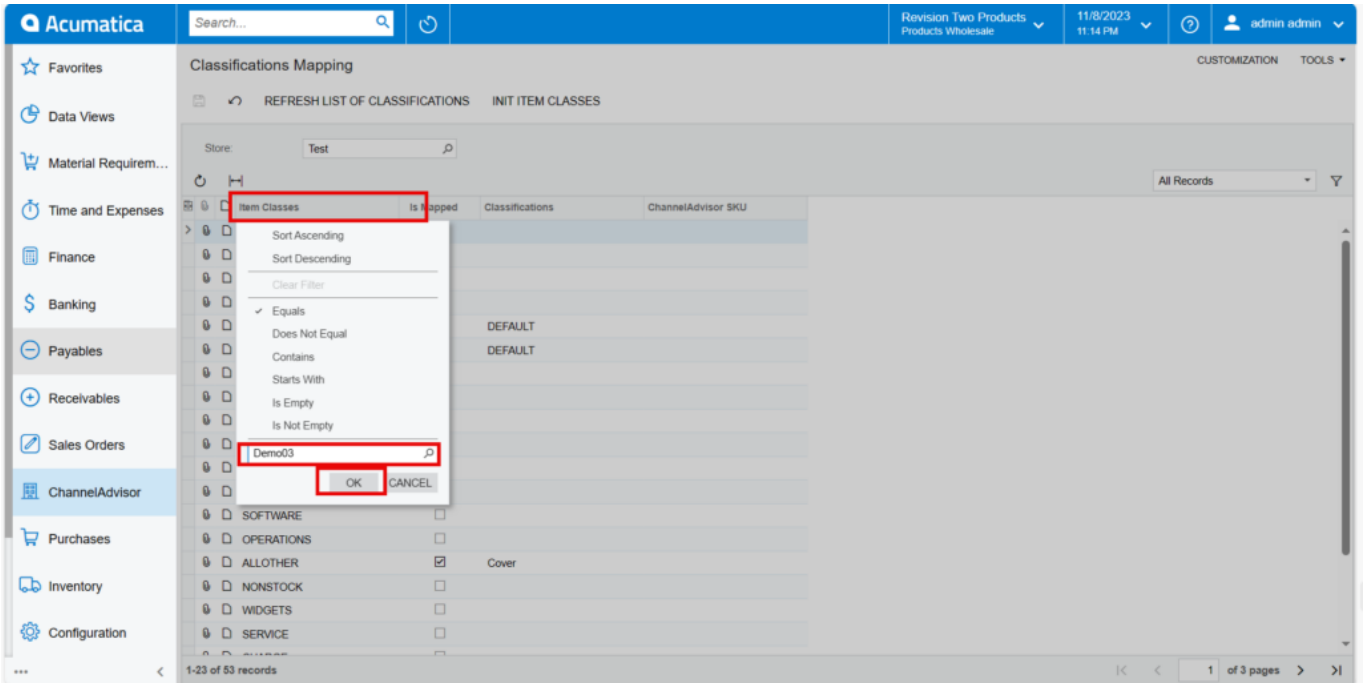 Acumatica
Search...
Revision Two Products
Products Wholesale
11/8/2023
11:14 PM
admin admin
Favorites
Data Views
Material Requirem...
Time and Expenses
Finance
Banking
Payables
Receivables
Sales Orders
ChannelAdvisor
Purchases
Inventory
Configuration
Classifications Mapping
CUSTOMIZATION TOOLS
REFRESH LIST OF CLASSIFICATIONS INIT ITEM CLASSES
Store: Test
All Records
Item Classes Is Mapped Classifications ChannelAdvisor SKU
Sort Ascending
Sort Descending
Clear Filter
Equals
Does Not Equal
Contains
Starts With
Is Empty
Is Not Empty
Demo03
OK CANCEL
DEFAULT
DEFAULT
SOFTWARE
OPERATIONS
ALLOTHER Cover
NONSTOCK
WIDGETS
SERVICE
1-23 of 53 records
1 of 3 pages